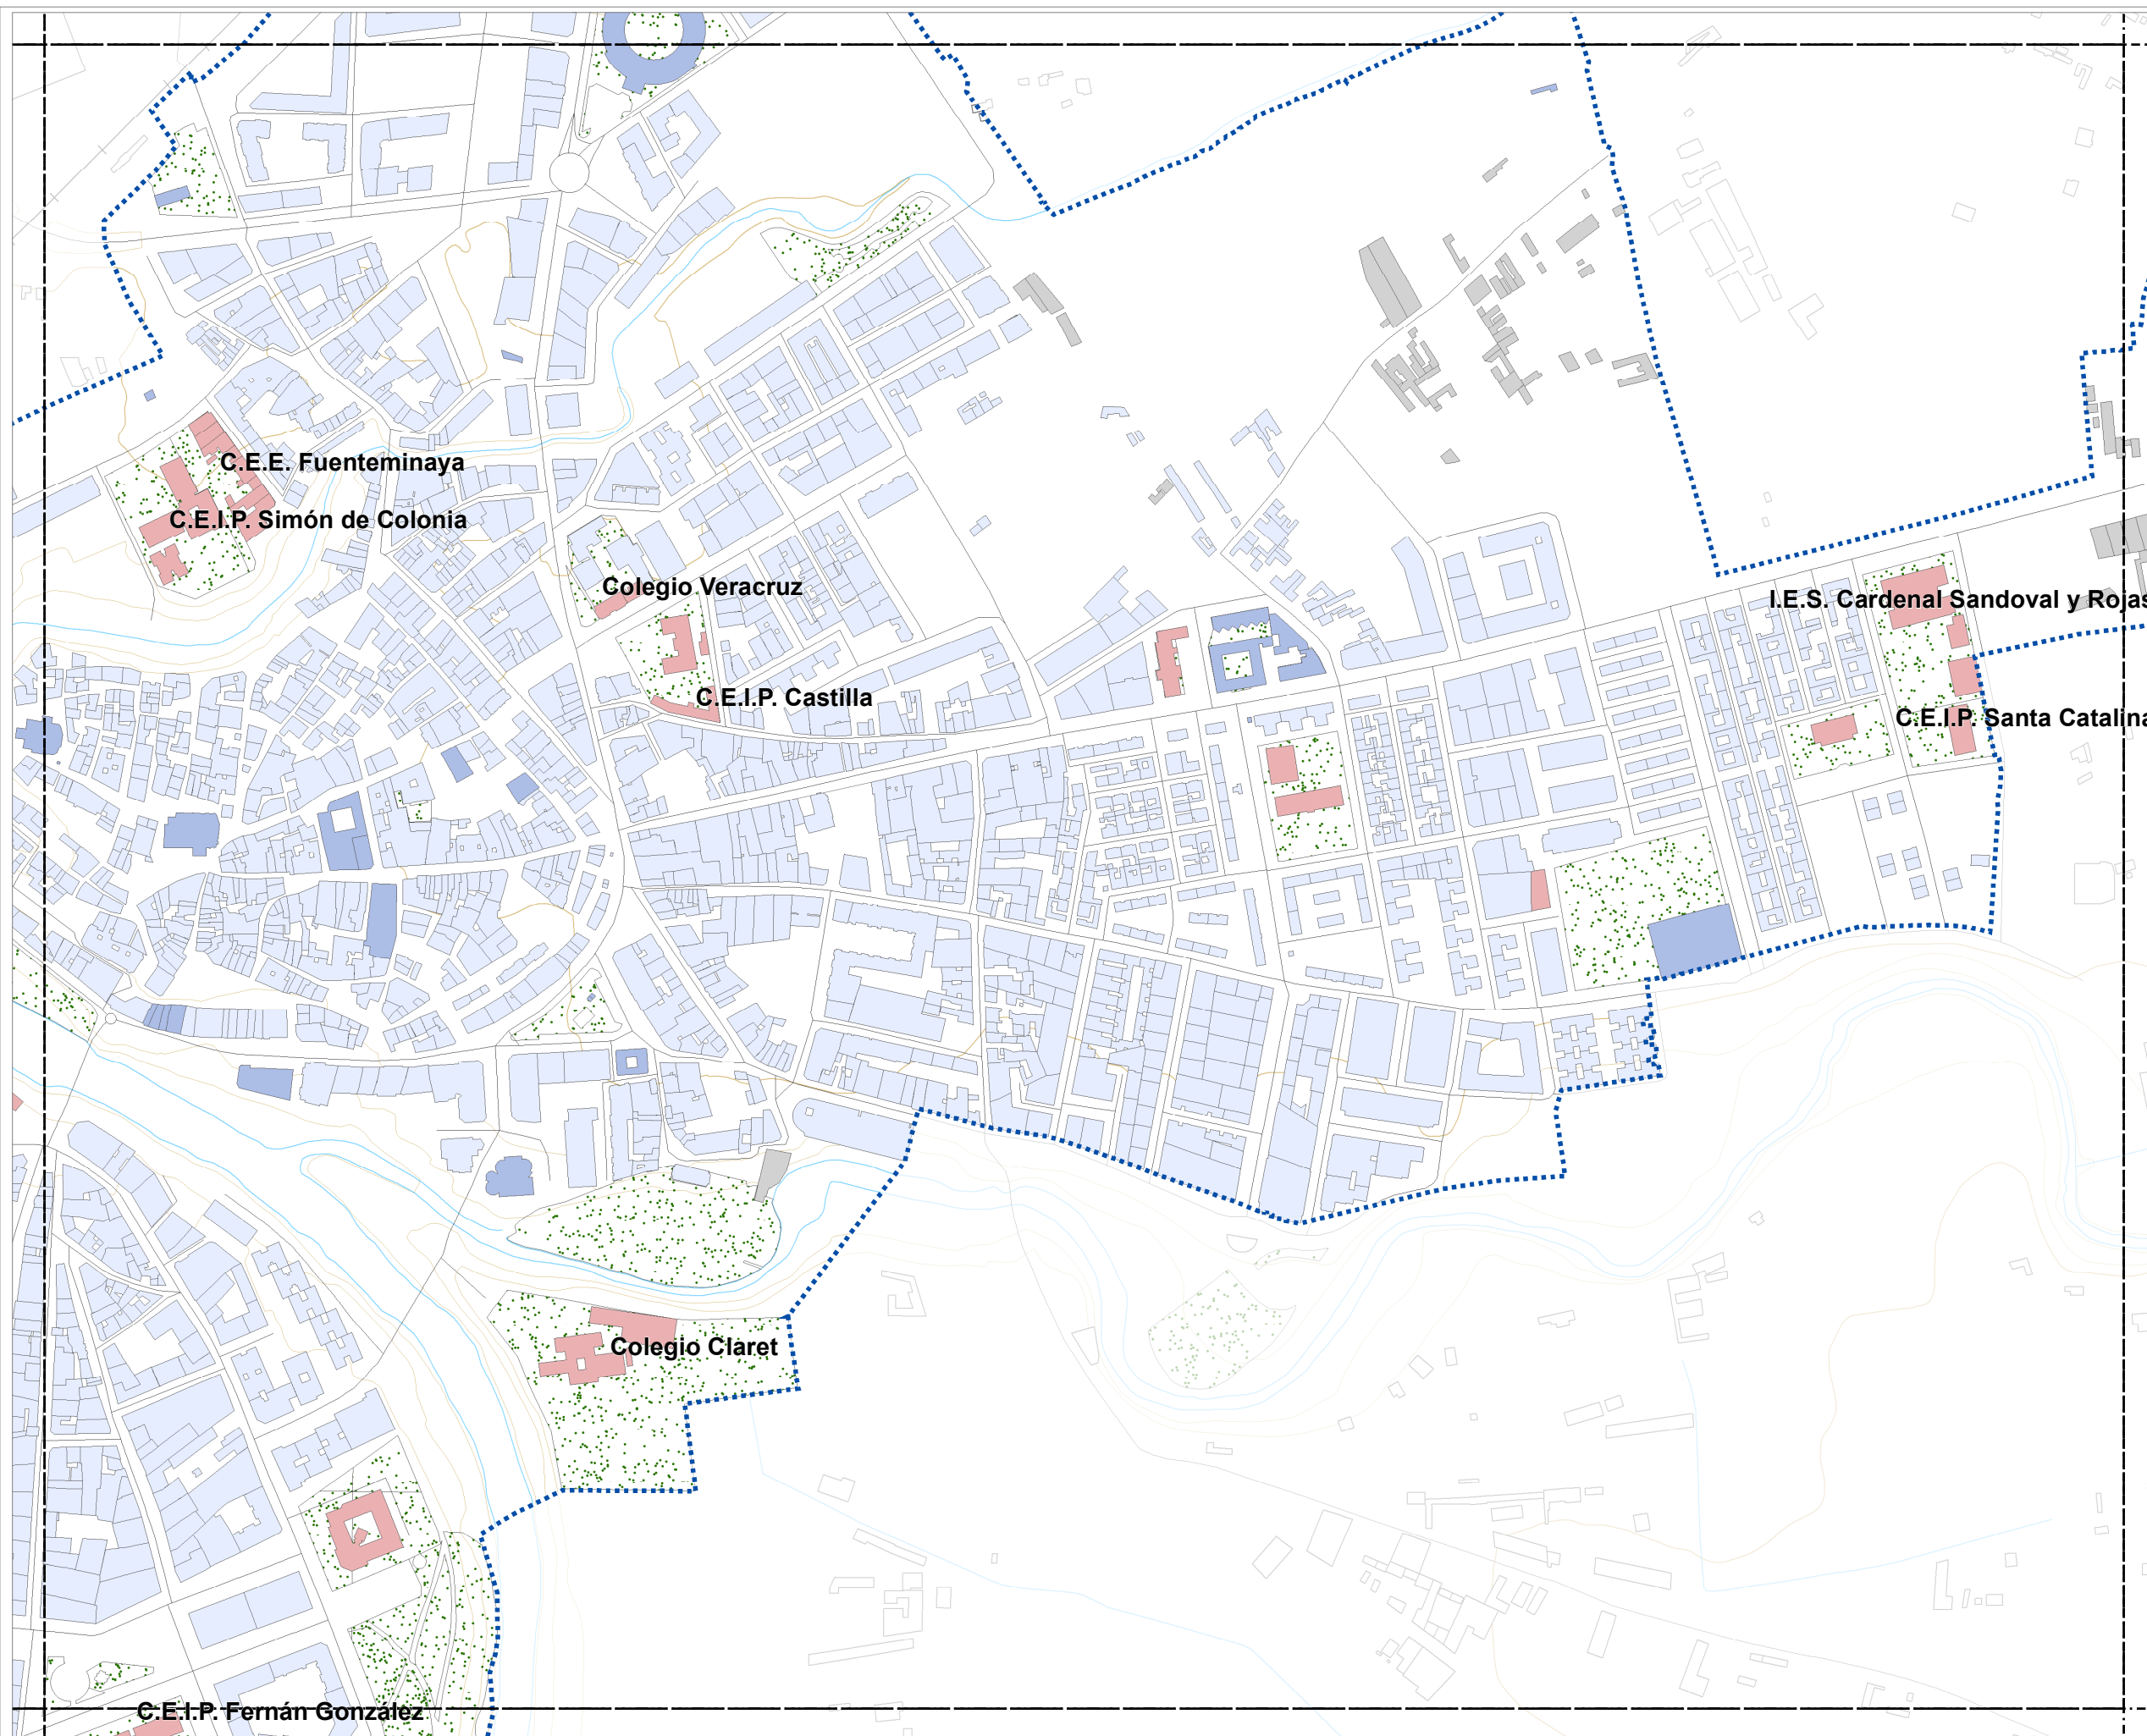 C.E.E. Fuenteminaya
C.E.I.P. Simón de Colonia
Colegio Veracruz
I.E.S. Cardenal Sandoval y Rojas
C.E.I.P. Castilla
C.E.I.P. Santa Catalina
Colegio Claret
C.E.I.P. Fernán González